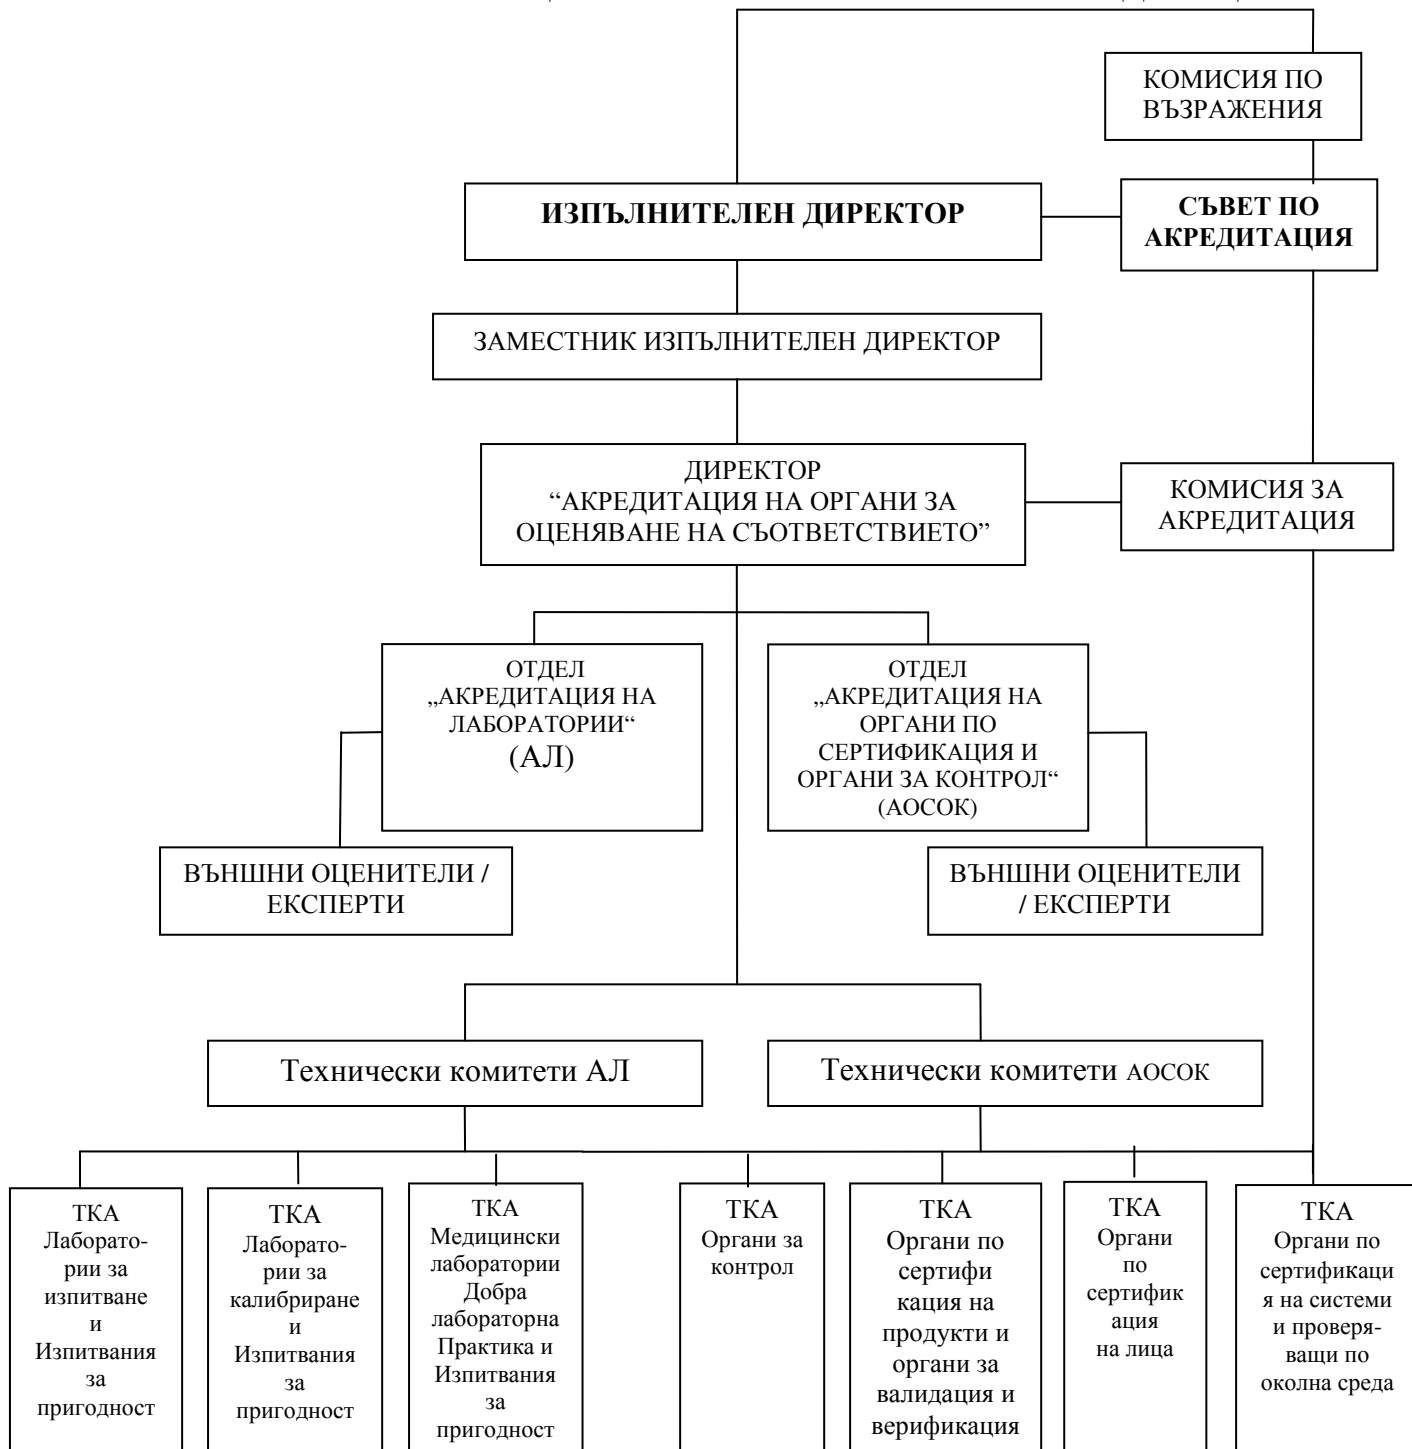 КОМИСИЯ ПО
ВЪЗРАЖЕНИЯ
ИЗПЪЛНИТЕЛЕН ДИРЕКТОР
СЪВЕТ ПО
АКРЕДИТАЦИЯ
ЗАМЕСТНИК ИЗПЪЛНИТЕЛЕН ДИРЕКТОР
ДИРЕКТОР
“АКРЕДИТАЦИЯ НА ОРГАНИ ЗА
ОЦЕНЯВАНЕ НА СЪОТВЕТСТВИЕТО”
КОМИСИЯ ЗА
АКРЕДИТАЦИЯ
ОТДЕЛ
„АКРЕДИТАЦИЯ НА
ЛАБОРАТОРИИ“
(АЛ)
ОТДЕЛ
„АКРЕДИТАЦИЯ НА
ОРГАНИ ПО
СЕРТИФИКАЦИЯ И
ОРГАНИ ЗА КОНТРОЛ“
(АОСОК)
ВЪНШНИ ОЦЕНИТЕЛИ /
ЕКСПЕРТИ
ВЪНШНИ ОЦЕНИТЕЛИ
/ ЕКСПЕРТИ
Технически комитети АЛ
Технически комитети АОСОК
ТКА
Лаборато-
рии за
изпитване
и
Изпитвания
за
пригодност
ТКА
Лаборато-
рии за
калибриране
и
Изпитвания
за
пригодност
ТКА
Медицински
лаборатории
Добра
лабораторна
Практика и
Изпитвания
за
пригодност
ТКА
Органи за
контрол
ТКА
Органи по
сертифи
кация на
продукти и
органи за
валидация и
верификация
ТКА
Органи
по
сертифик
ация
на лица
ТКА
Органи по
сертификаци
я на системи
и проверя-
ващи по
околна среда